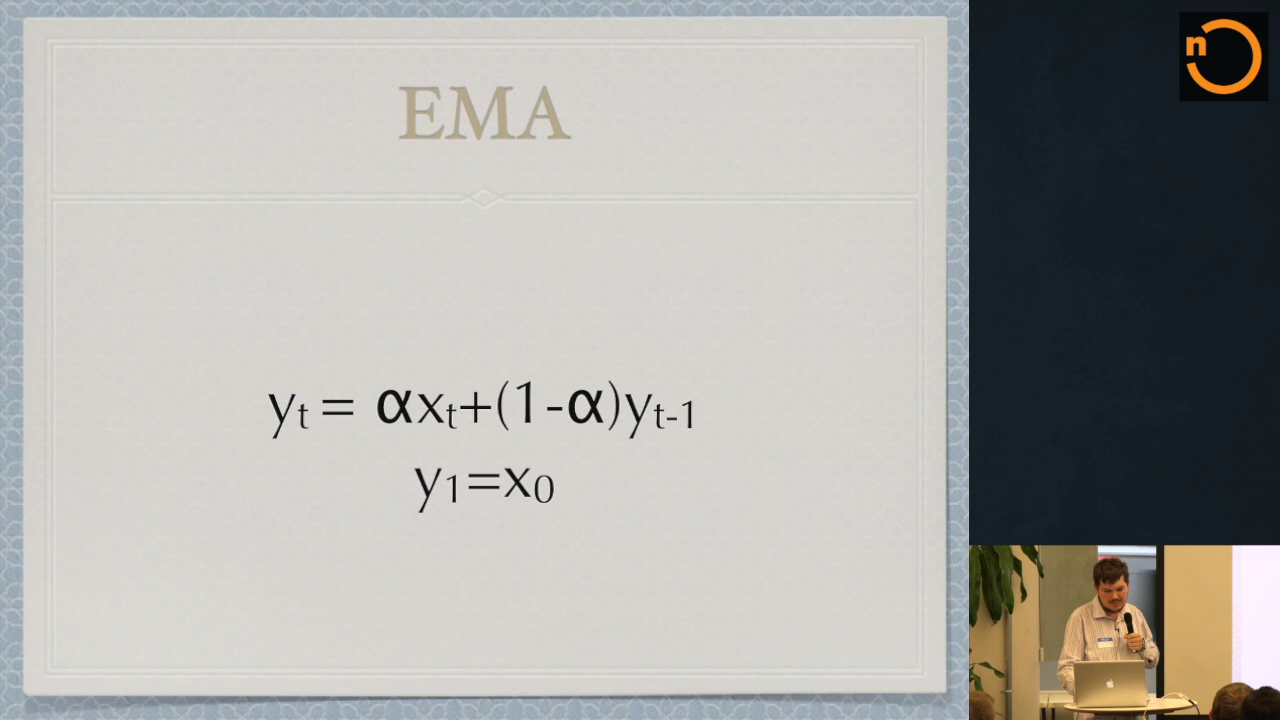 EMA
yₜ = αxₜ+(1-α)yₜ₋₁
y₁=x₀
n